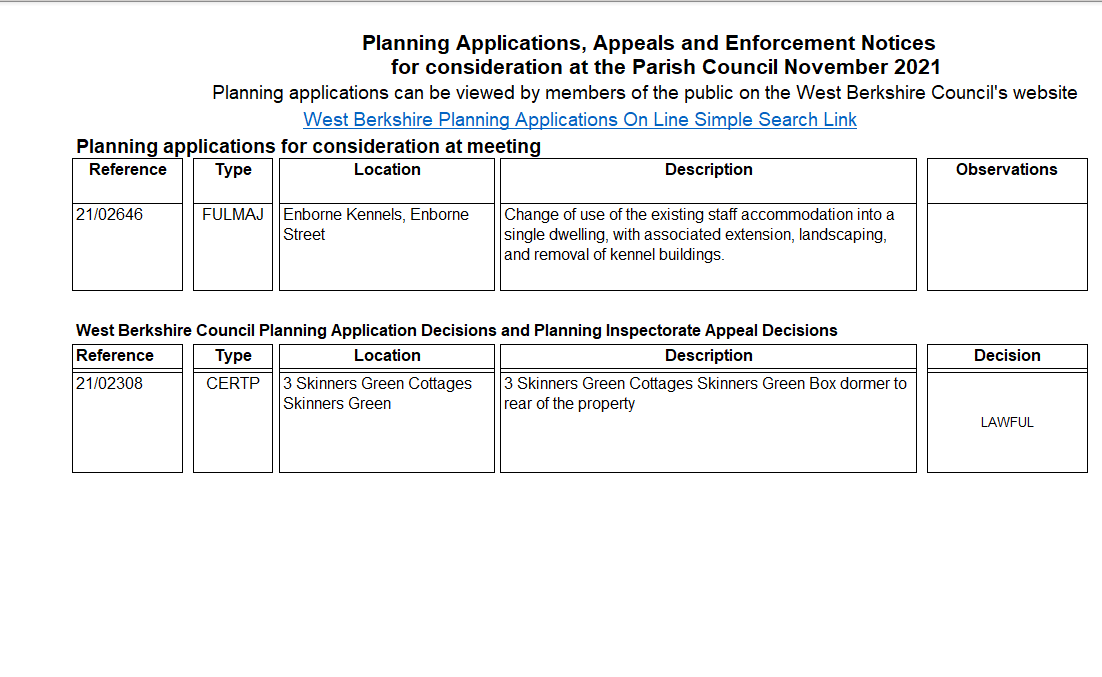 Planning Applications, Appeals and Enforcement Notices
for consideration at the Parish Council November 2021
Planning applications can be viewed by members of the public on the West Berkshire Council's website
West Berkshire Planning Applications On Line Simple Search Link
Planning applications for consideration at meeting
Reference Type Location Description Observations
21/02646 FULMAJ Enborne Kennels, Enborne Change of use of the existing staff accommodation into a
Street single dwelling, with associated extension, landscaping,
and removal of kennel buildings.
West Berkshire Council Planning Application Decisions and Planning Inspectorate Appeal Decisions
Reference Type Location Description Decision
21/02308 CERTP 3 Skinners Green Cottages 3 Skinners Green Cottages Skinners Green Box dormer to
Skinners Green rear of the property
LAWFUL